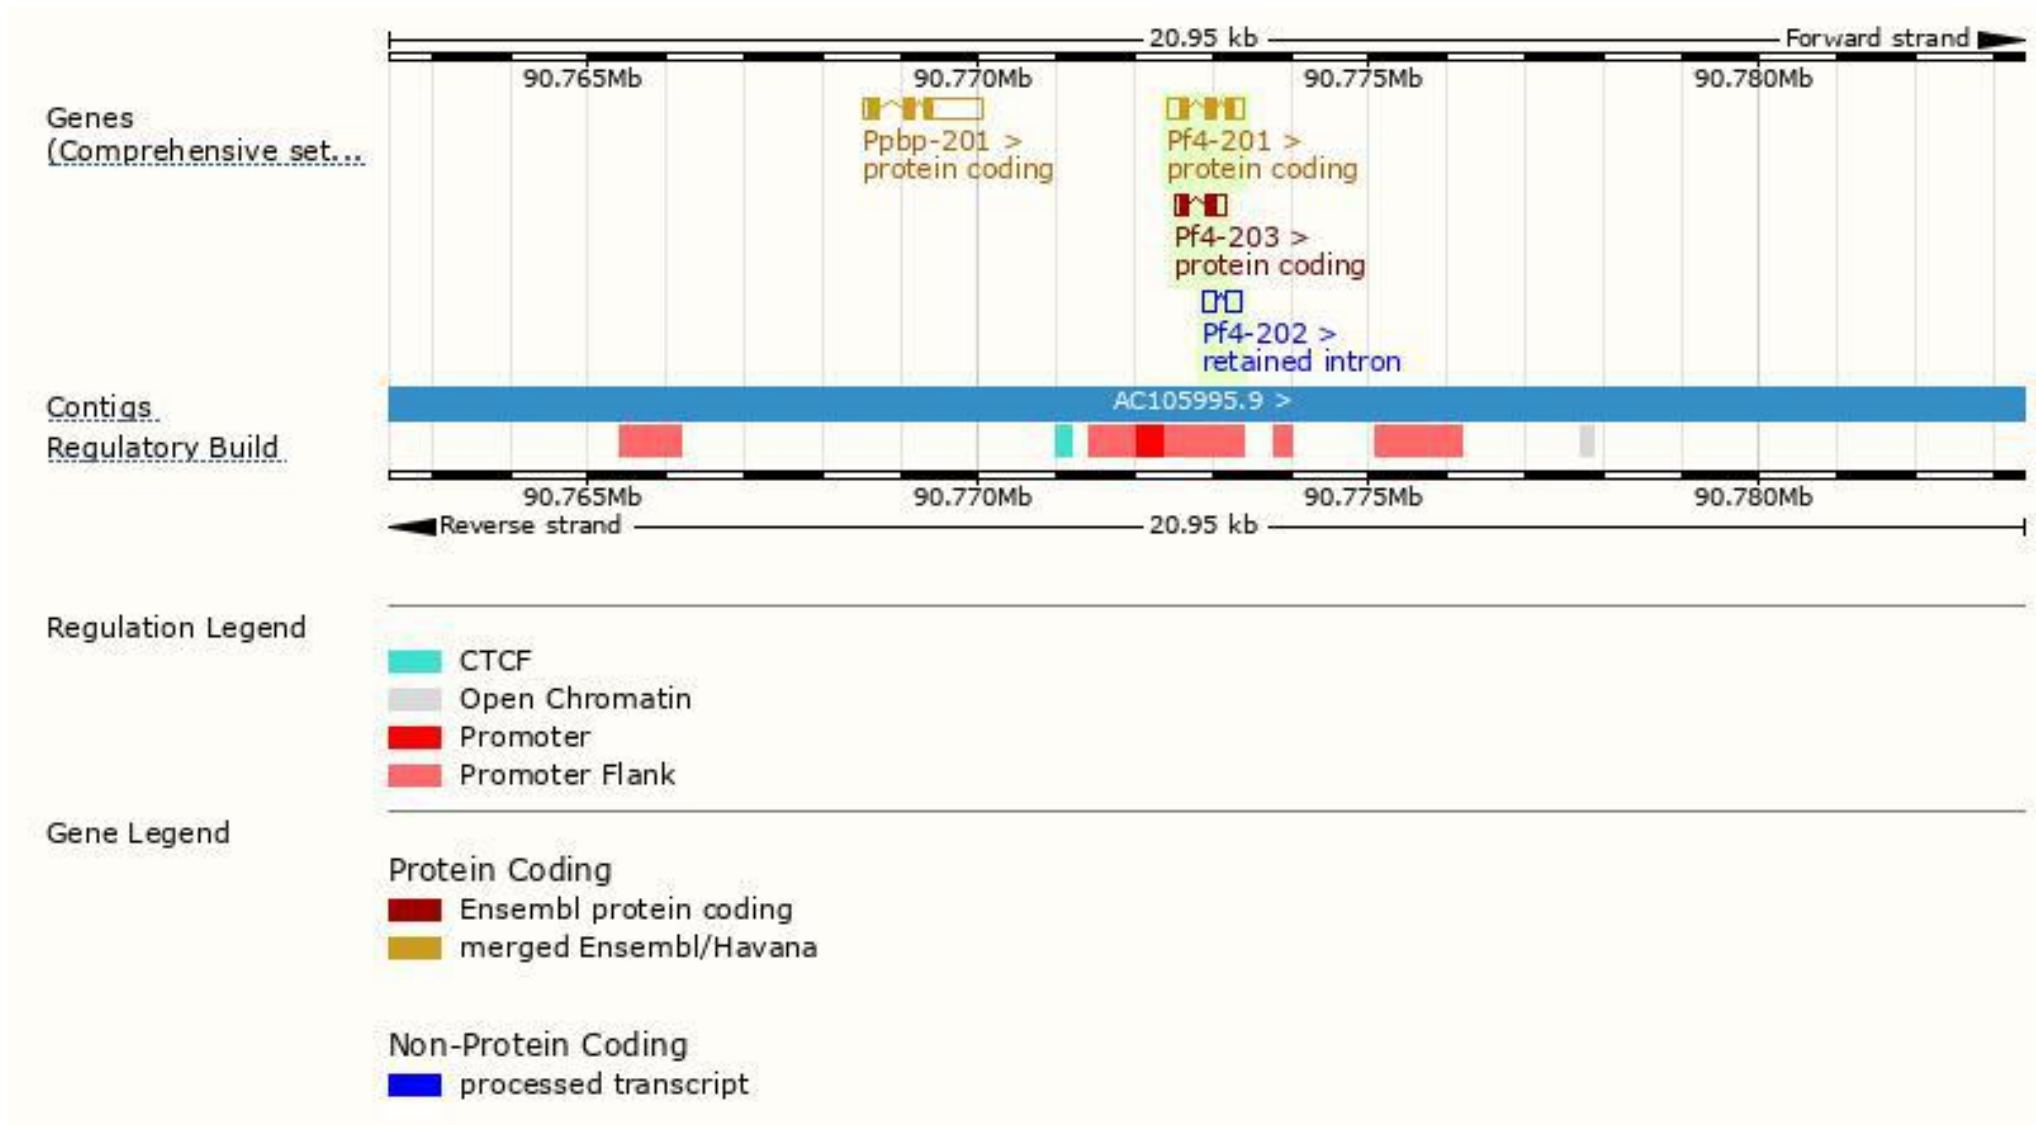 20.95 kb Forward strand
90.765Mb 90.770Mb 90.775Mb 90.780Mb
Genes
(Comprehensive set...
Ppbp-201 >
protein coding
Pf4-201 >
protein coding
Pf4-203 >
protein coding
Pf4-202 >
retained intron
Contigs
AC105995.9 >
Regulatory Build
90.765Mb 90.770Mb 90.775Mb 90.780Mb
Reverse strand 20.95 kb
Regulation Legend
CTCF
Open Chromatin
Promoter
Promoter Flank
Gene Legend
Protein Coding
Ensembl protein coding
merged Ensembl/Havana
Non-Protein Coding
processed transcript